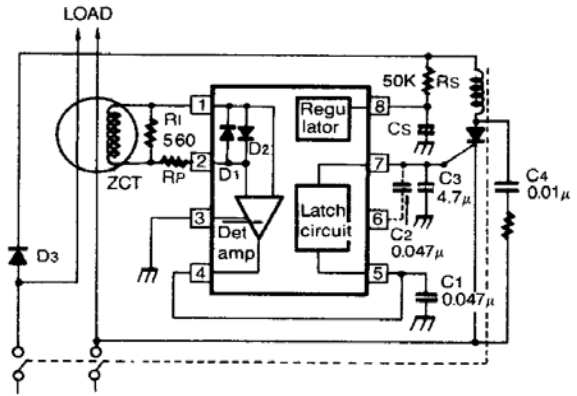 LOAD
ZCT
RI
560
RP
D3
1
2
3
4
D1
D2
Det
amp
Regu
lator
Latch
circuit
8
7
6
5
50K
RS
CS
C3
4.7μ
C2
0.047μ
C1
0.047μ
C4
0.01μ